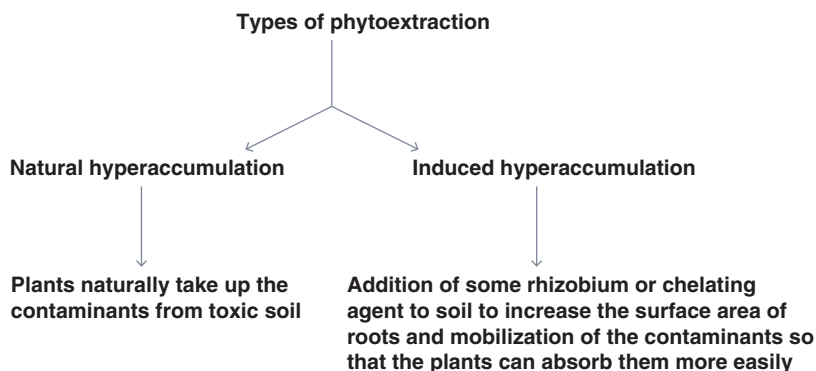 Types of phytoextraction
Natural hyperaccumulation
Induced hyperaccumulation
Plants naturally take up the
contaminants from toxic soil
Addition of some rhizobium or chelating
agent to soil to increase the surface area of
roots and mobilization of the contaminants so
that the plants can absorb them more easily